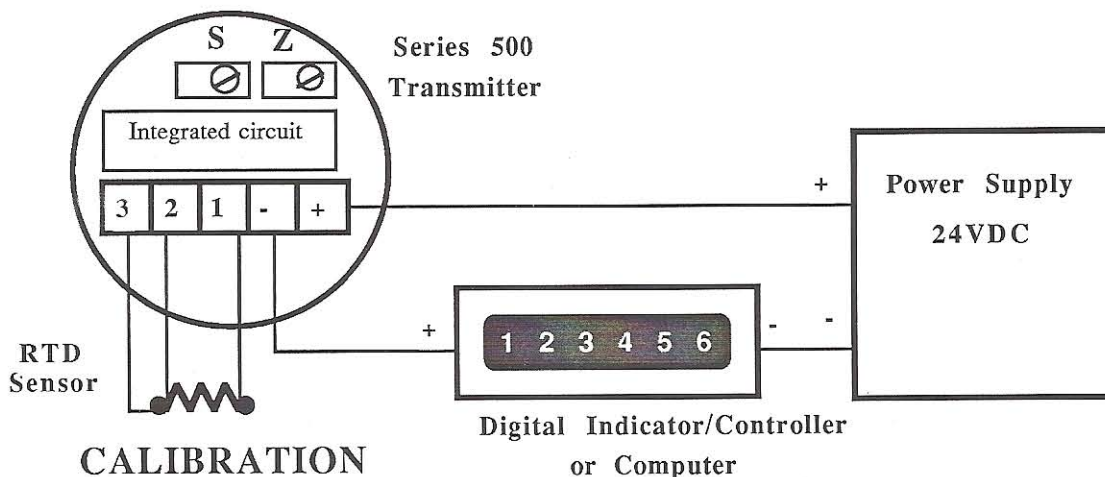 S Z
Series 500
Transmitter
Integrated circuit
3 2 1 - +
+
Power Supply
24VDC
+
1 2 3 4 5 6
- -
RTD
Sensor
Digital Indicator/Controller
or Computer
CALIBRATION